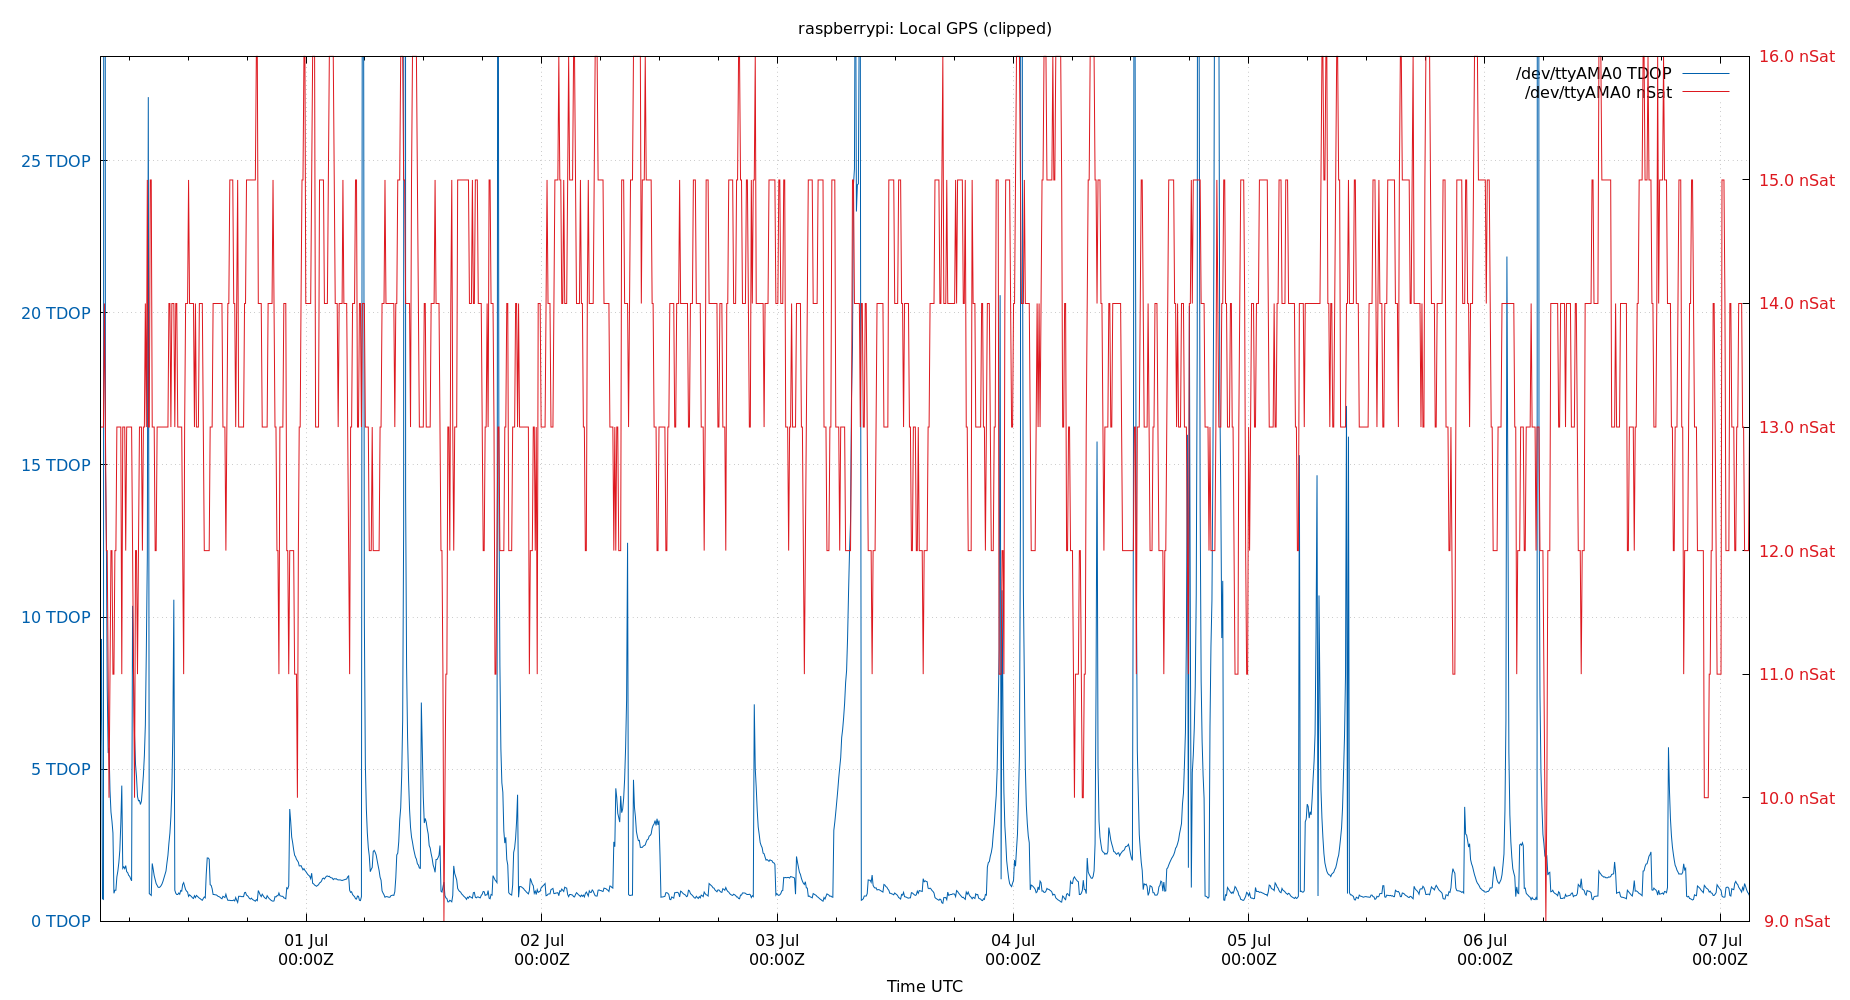 raspberrypi: Local GPS (clipped)
/dev/ttyAMA0 TDOP
/dev/ttyAMA0 nSat
25 TDOP
20 TDOP
15 TDOP
10 TDOP
5 TDOP
0 TDOP
16.0 nSat
15.0 nSat
14.0 nSat
13.0 nSat
12.0 nSat
11.0 nSat
10.0 nSat
9.0 nSat
01 Jul
00:00Z
02 Jul
00:00Z
03 Jul
00:00Z
04 Jul
00:00Z
05 Jul
00:00Z
06 Jul
00:00Z
07 Jul
00:00Z
Time UTC